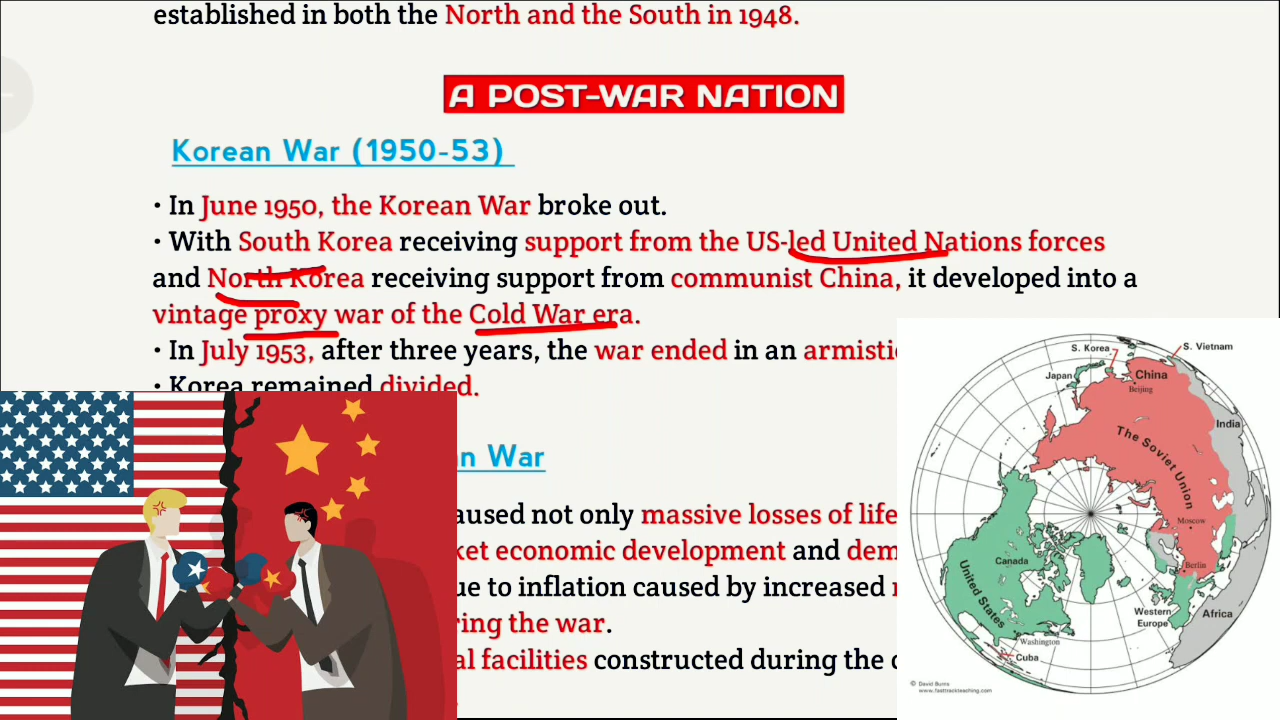 established in both the North and the South in 1948.
A POST-WAR NATION
Korean War (1950-53)
• In June 1950, the Korean War broke out.
• With South Korea receiving support from the US-led United Nations forces
and North Korea receiving support from communist China, it developed into a
vintage proxy war of the Cold War era.
• In July 1953, after three years, the war ended in an
• Korea remained divided.
War
not only massive losses of life
economic development and
to inflation caused by increased
the war.
facilities constructed during the
S. Korea
S. Vietnam
Japan
China
Beijing
India
The Soviet Union
Moscow
Canada
Berlin
United States
Western
Europe
Africa
Washington
Cuba
© David Burns
www.fasttrackteaching.com